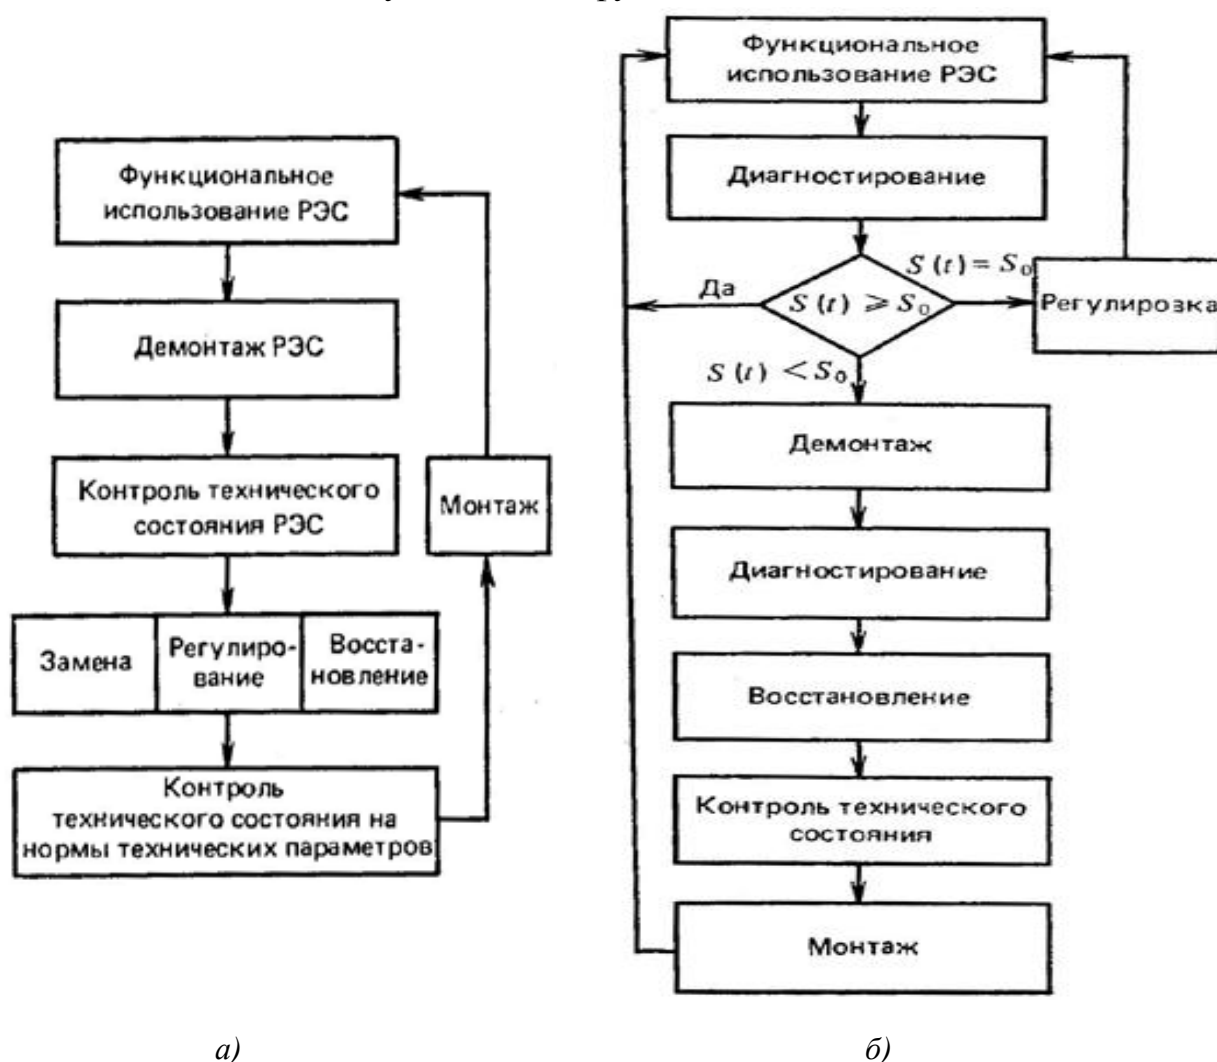 Функциональное
использование РЭС
Демонтаж РЭС
Контроль технического
состояния РЭС
Монтаж
Замена
Регулиро-
вание
Восста-
новление
Контроль
технического состояния на
нормы технических параметров
а)
Функциональное
использование РЭС
Диагностирование
S (t) = S₀
Да
S (t) ⩾ S₀
Регулировка
S (t) < S₀
Демонтаж
Диагностирование
Восстановление
Контроль технического
состояния
Монтаж
б)